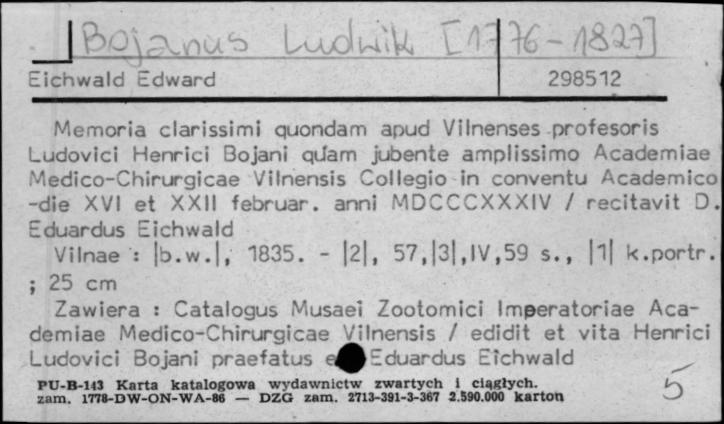 Bojanus Ludwik [1776-1827]
Eichwald Edward 298512
Memoria clarissimi quondam apud Vilnenses profesoris
Ludovici Henrici Bojani quam jubente amplissimo Academiae
Medico-Chirurgicae Vilnensis Collegio in conventu Academico
-die XVI et XXII februar. anni MDCCCXXXIV / recitavit D.
Eduardus Eichwald
Vilnae : |b.w.|, 1835. - |2|, 57,|3|,IV,59 s., |1| k.portr.
; 25 cm
Zawiera : Catalogus Musaei Zootomici Imperatoriae Aca-
demiae Medico-Chirurgicae Vilnensis / edidit et vita Henrici
Ludovici Bojani praefatus e Eduardus Eichwald
PU-B-143 Karta katalogowa wydawnictw zwartych i ciągłych.
zam. 1778-DW-ON-WA-86 — DZG zam. 2713-391-3-367 2.590.000 karton
5